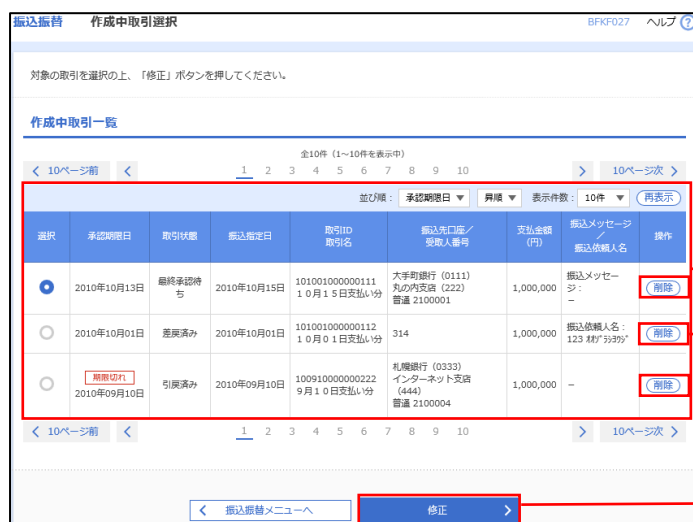 振込振替 作成中取引選択 BFKF027 ヘルプ ?
対象の取引を選択の上、「修正」ボタンを押してください。
作成中取引一覧
全10件（1～10件を表示中）
10ページ前 1 2 3 4 5 6 7 8 9 10 10ページ次
並び順： 承認期限日 ▼ 昇順 ▼ 表示件数： 10件 ▼ 再表示
選択 承認期限日 取引状態 振込指定日 取引ID 振込先口座／ 支払金額 振込メッセージ 操作
取引名 受取人番号 （円） ／
振込依頼人名
2010年10月13日 最終承認待 2010年10月15日 101001000000111 大手町銀行（0111） 1,000,000 振込メッセー 削除
ち １０月１５日支払い分 丸の内支店（222） ジ：
普通 2100001 −
2010年10月01日 差戻済み 2010年10月01日 101001000000112 314 1,000,000 振込依頼人名： 削除
１０月０１日支払い分 123
期限切れ 引戻済み 2010年09月10日 100910000000222 札幌銀行（0333） 1,000,000 − 削除
2010年09月10日 ９月１０日支払い分 インターネット支店
（444）
普通 2100004
10ページ前 1 2 3 4 5 6 7 8 9 10 10ページ次
振込振替メニューへ 修正